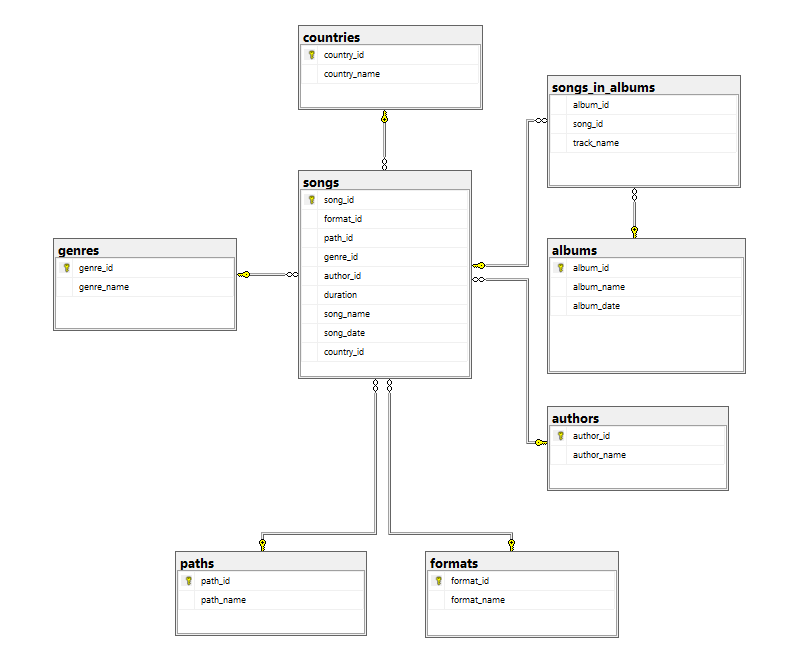 countries
country_id
country_name
songs_in_albums
album_id
song_id
track_name
songs
song_id
format_id
path_id
genre_id
author_id
duration
song_name
song_date
country_id
genres
genre_id
genre_name
albums
album_id
album_name
album_date
authors
author_id
author_name
paths
path_id
path_name
formats
format_id
format_name